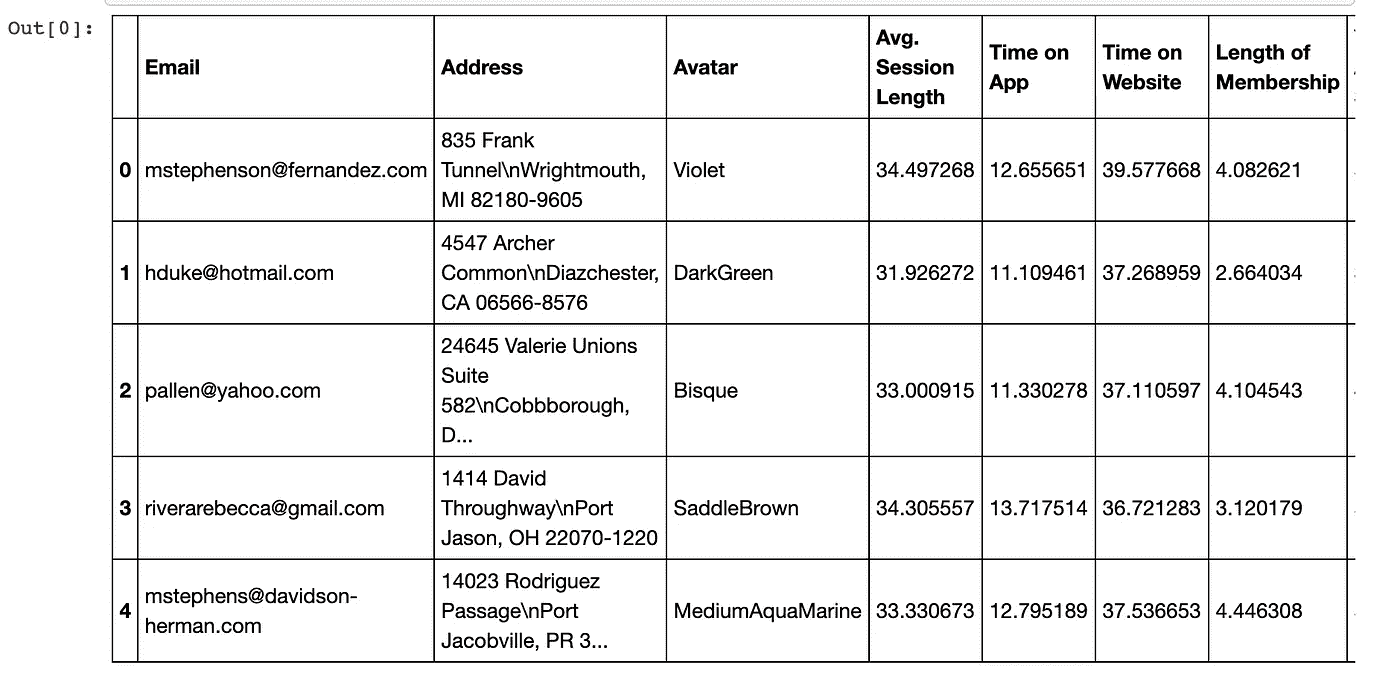 Out[0]:
Email Address Avatar Avg. Session Length Time on App Time on Website Length of Membership
0 mstephenson@fernandez.com 835 Frank Tunnel\nWrightmouth, MI 82180-9605 Violet 34.497268 12.655651 39.577668 4.082621
1 hduke@hotmail.com 4547 Archer Common\nDiazchester, CA 06566-8576 DarkGreen 31.926272 11.109461 37.268959 2.664034
2 pallen@yahoo.com 24645 Valerie Unions Suite 582\nCobbborough, D... Bisque 33.000915 11.330278 37.110597 4.104543
3 riverarebecca@gmail.com 1414 David Throughway\nPort Jason, OH 22070-1220 SaddleBrown 34.305557 13.717514 36.721283 3.120179
4 mstephens@davidson-herman.com 14023 Rodriguez Passage\nPort Jacobville, PR 3... MediumAquaMarine 33.330673 12.795189 37.536653 4.446308